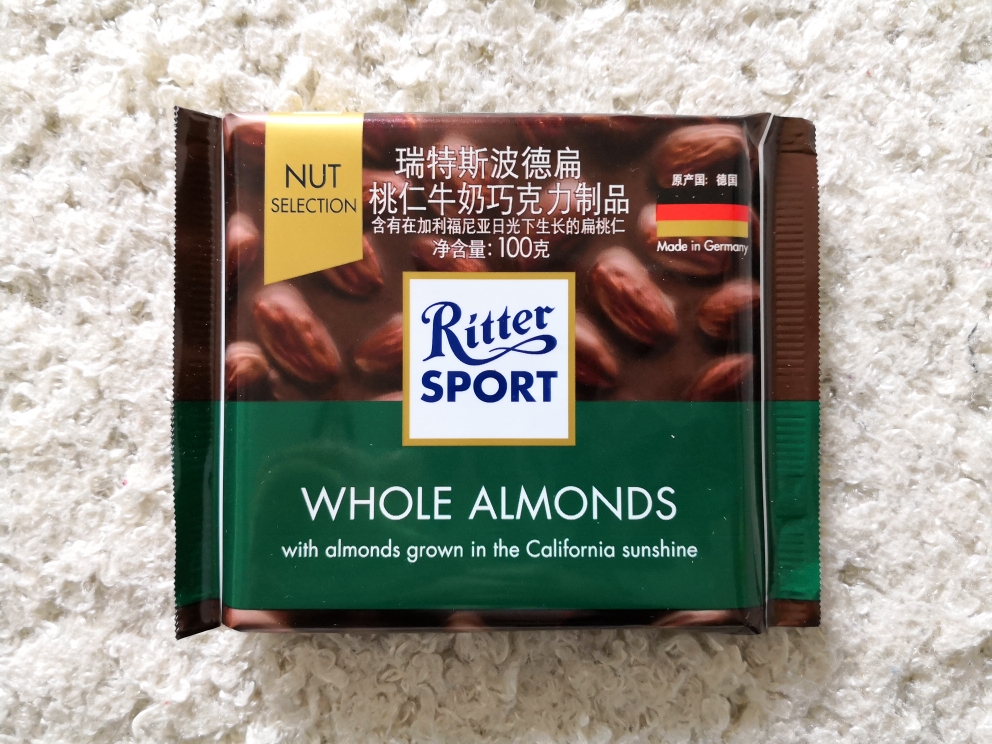 NUT
SELECTION
瑞特斯波德扁
桃仁牛奶巧克力制品
含有在加利福尼亚日光下生长的扁桃仁
净含量: 100克
原产国: 德国
Made in Germany
Ritter
SPORT
WHOLE ALMONDS
with almonds grown in the California sunshine